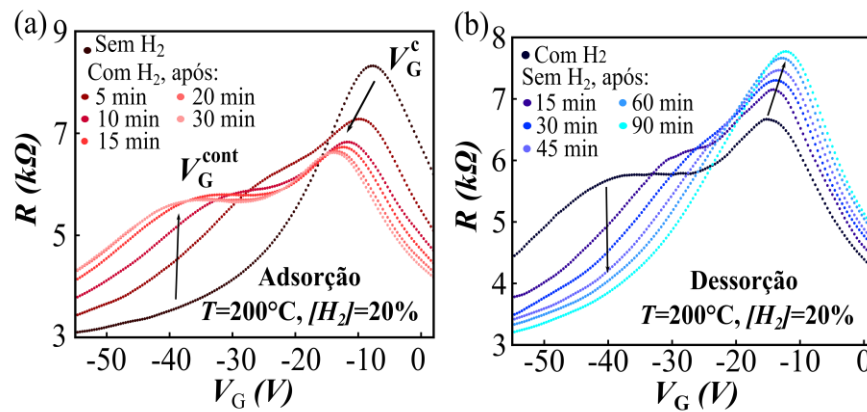 (a)
9
7
5
3
R (kΩ)
Sem H₂
Com H₂, após:
5 min
20 min
10 min
30 min
15 min
V_G^c
V_G^cont
Adsorção
T=200°C, [H₂]=20%
-50 -40 -30 -20 -10 0
V_G (V)
(b)
8
7
6
5
4
3
Com H2
Sem H₂, após:
15 min
60 min
30 min
90 min
45 min
Dessorção
T=200°C, [H₂]=20%
-50 -40 -30 -20 -10 0
V_G (V)